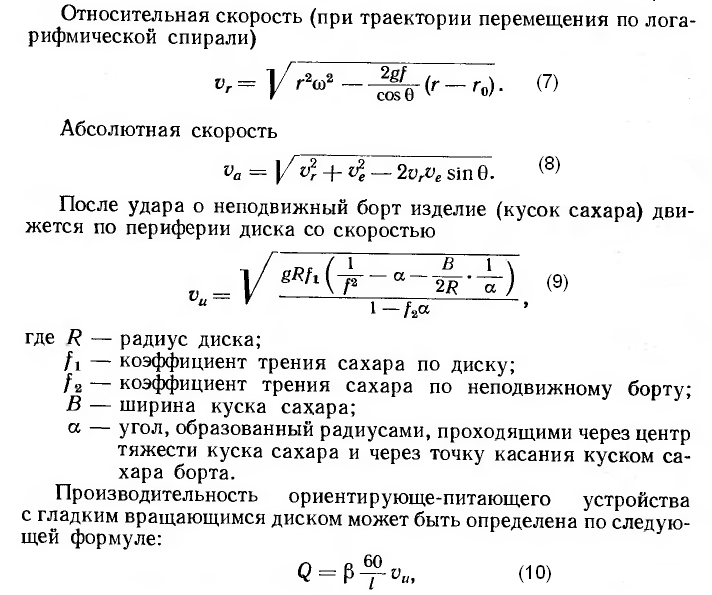 Относительная скорость (при траектории перемещения по лога-
рифмической спирали)
v_r = √(r²ω² — 2gf/cos θ (r — r₀)). (7)
Абсолютная скорость
v_a = √(v_r² + v_e² — 2v_r v_e sin θ). (8)
После удара о неподвижный борт изделие (кусок сахара) дви-
жется по периферии диска со скоростью
v_и = √(gRf₁ (1/f² — α — B/2R · 1/α) / 1 — f₂α), (9)
где R — радиус диска;
f₁ — коэффициент трения сахара по диску;
f₂ — коэффициент трения сахара по неподвижному борту;
B — ширина куска сахара;
α — угол, образованный радиусами, проходящими через центр
тяжести куска сахара и через точку касания куском са-
хара борта.
Производительность ориентирующе-питающего устройства
с гладким вращающимся диском может быть определена по следую-
щей формуле:
Q = β 60/l v_и, (10)